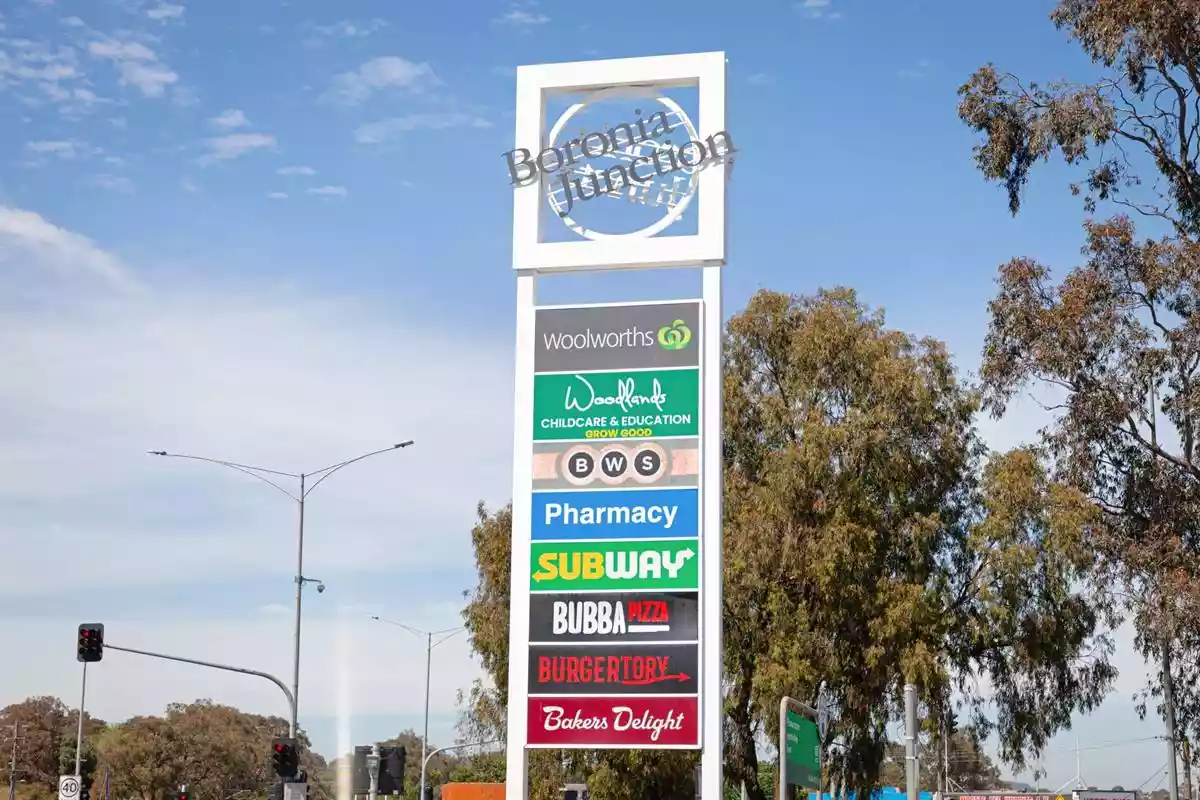 Boronia
Junction
Woolworths
Woodlands
CHILDCARE & EDUCATION
GROW GOOD
BWS
Pharmacy
SUBWAY
BUBBA PIZZA
BURGERTORY
Bakers Delight
40